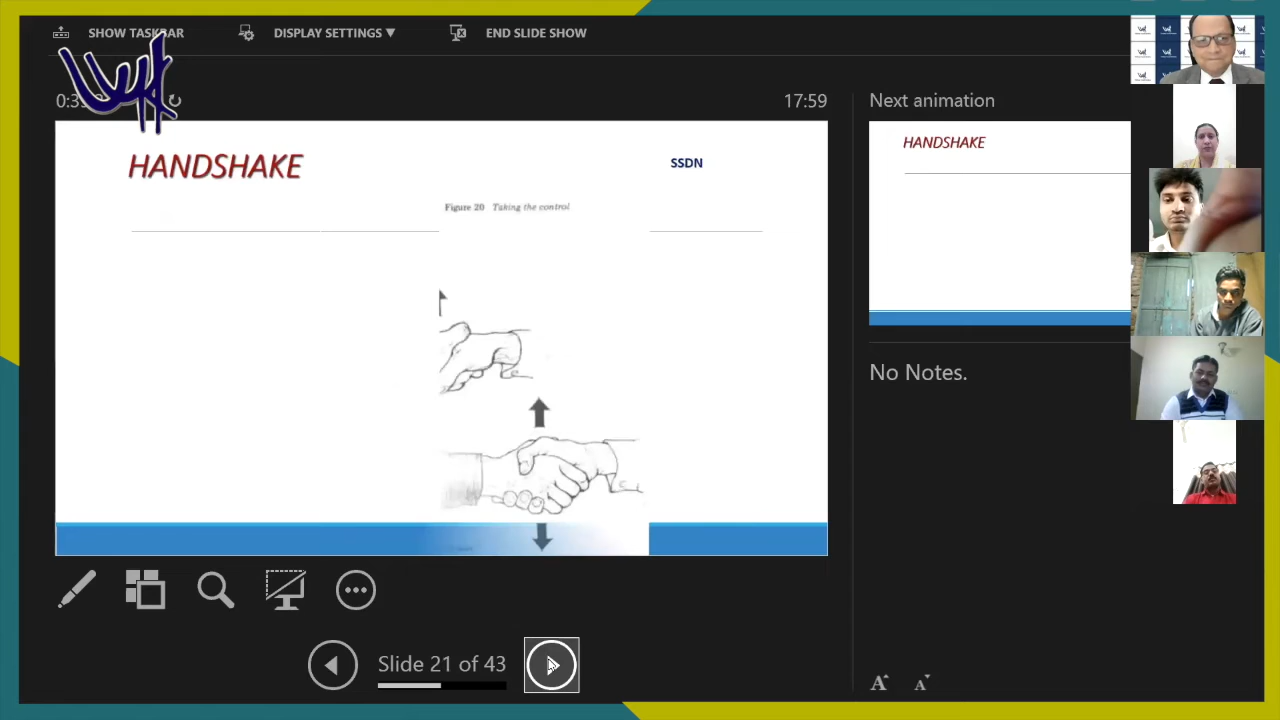 SHOW TASKBAR
DISPLAY SETTINGS ▼
END SLIDE SHOW
17:59
Next animation
HANDSHAKE
SSDN
Figure 20 Taking the control
HANDSHAKE
No Notes.
Slide 21 of 43
A A